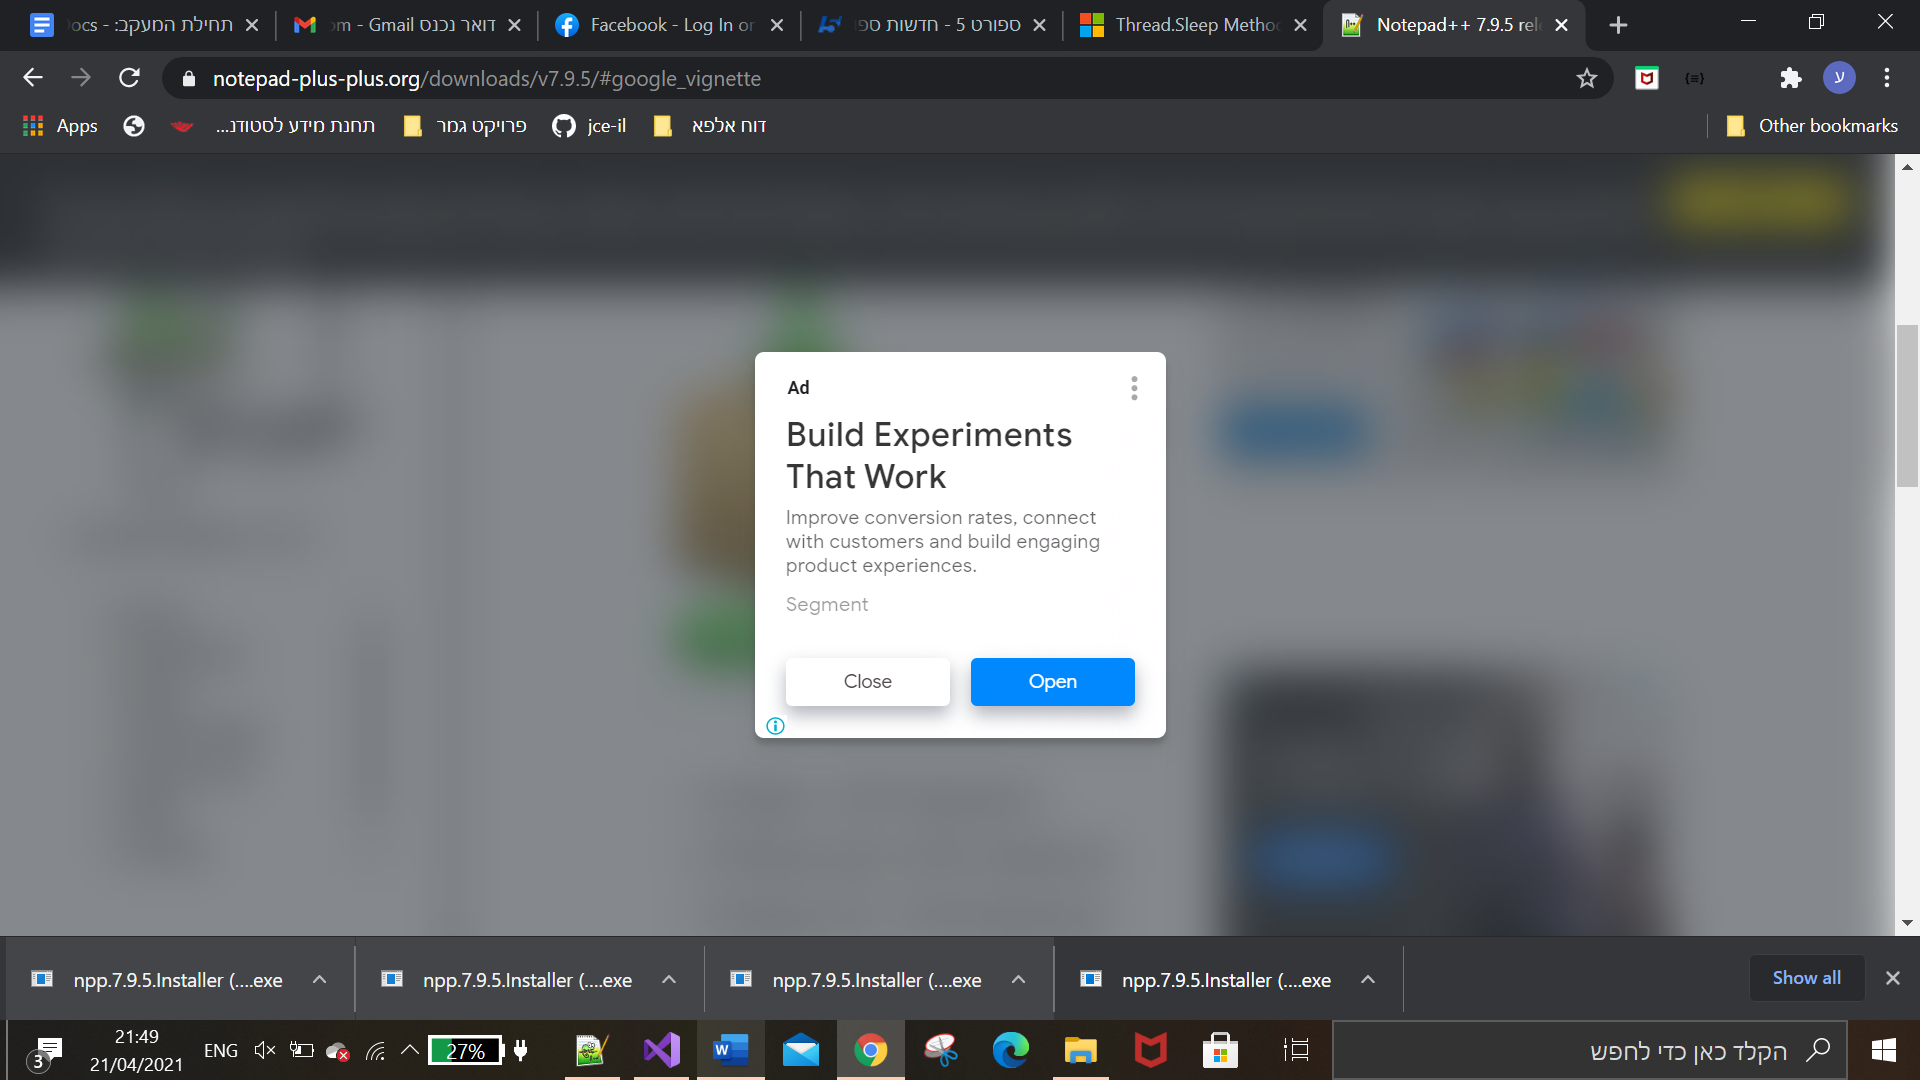 תחילת המעקב: - Docs
דואר נכנס - Gmail
Facebook - Log In or
ספורט 5 - חדשות ספו
Thread.Sleep Metho
Notepad++ 7.9.5 rel
notepad-plus-plus.org/downloads/v7.9.5/#google_vignette
ע
Apps
תחנת מידע לסטודנ...
פרויקט גמר
jce-il
דוח אלפא
Other bookmarks
Ad
Build Experiments
That Work
Improve conversion rates, connect
with customers and build engaging
product experiences.
Segment
Close
Open
npp.7.9.5.Installer (....exe
npp.7.9.5.Installer (....exe
npp.7.9.5.Installer (....exe
npp.7.9.5.Installer (....exe
Show all
3
21:49
21/04/2021
ENG
27%
הקלד כאן כדי לחפש